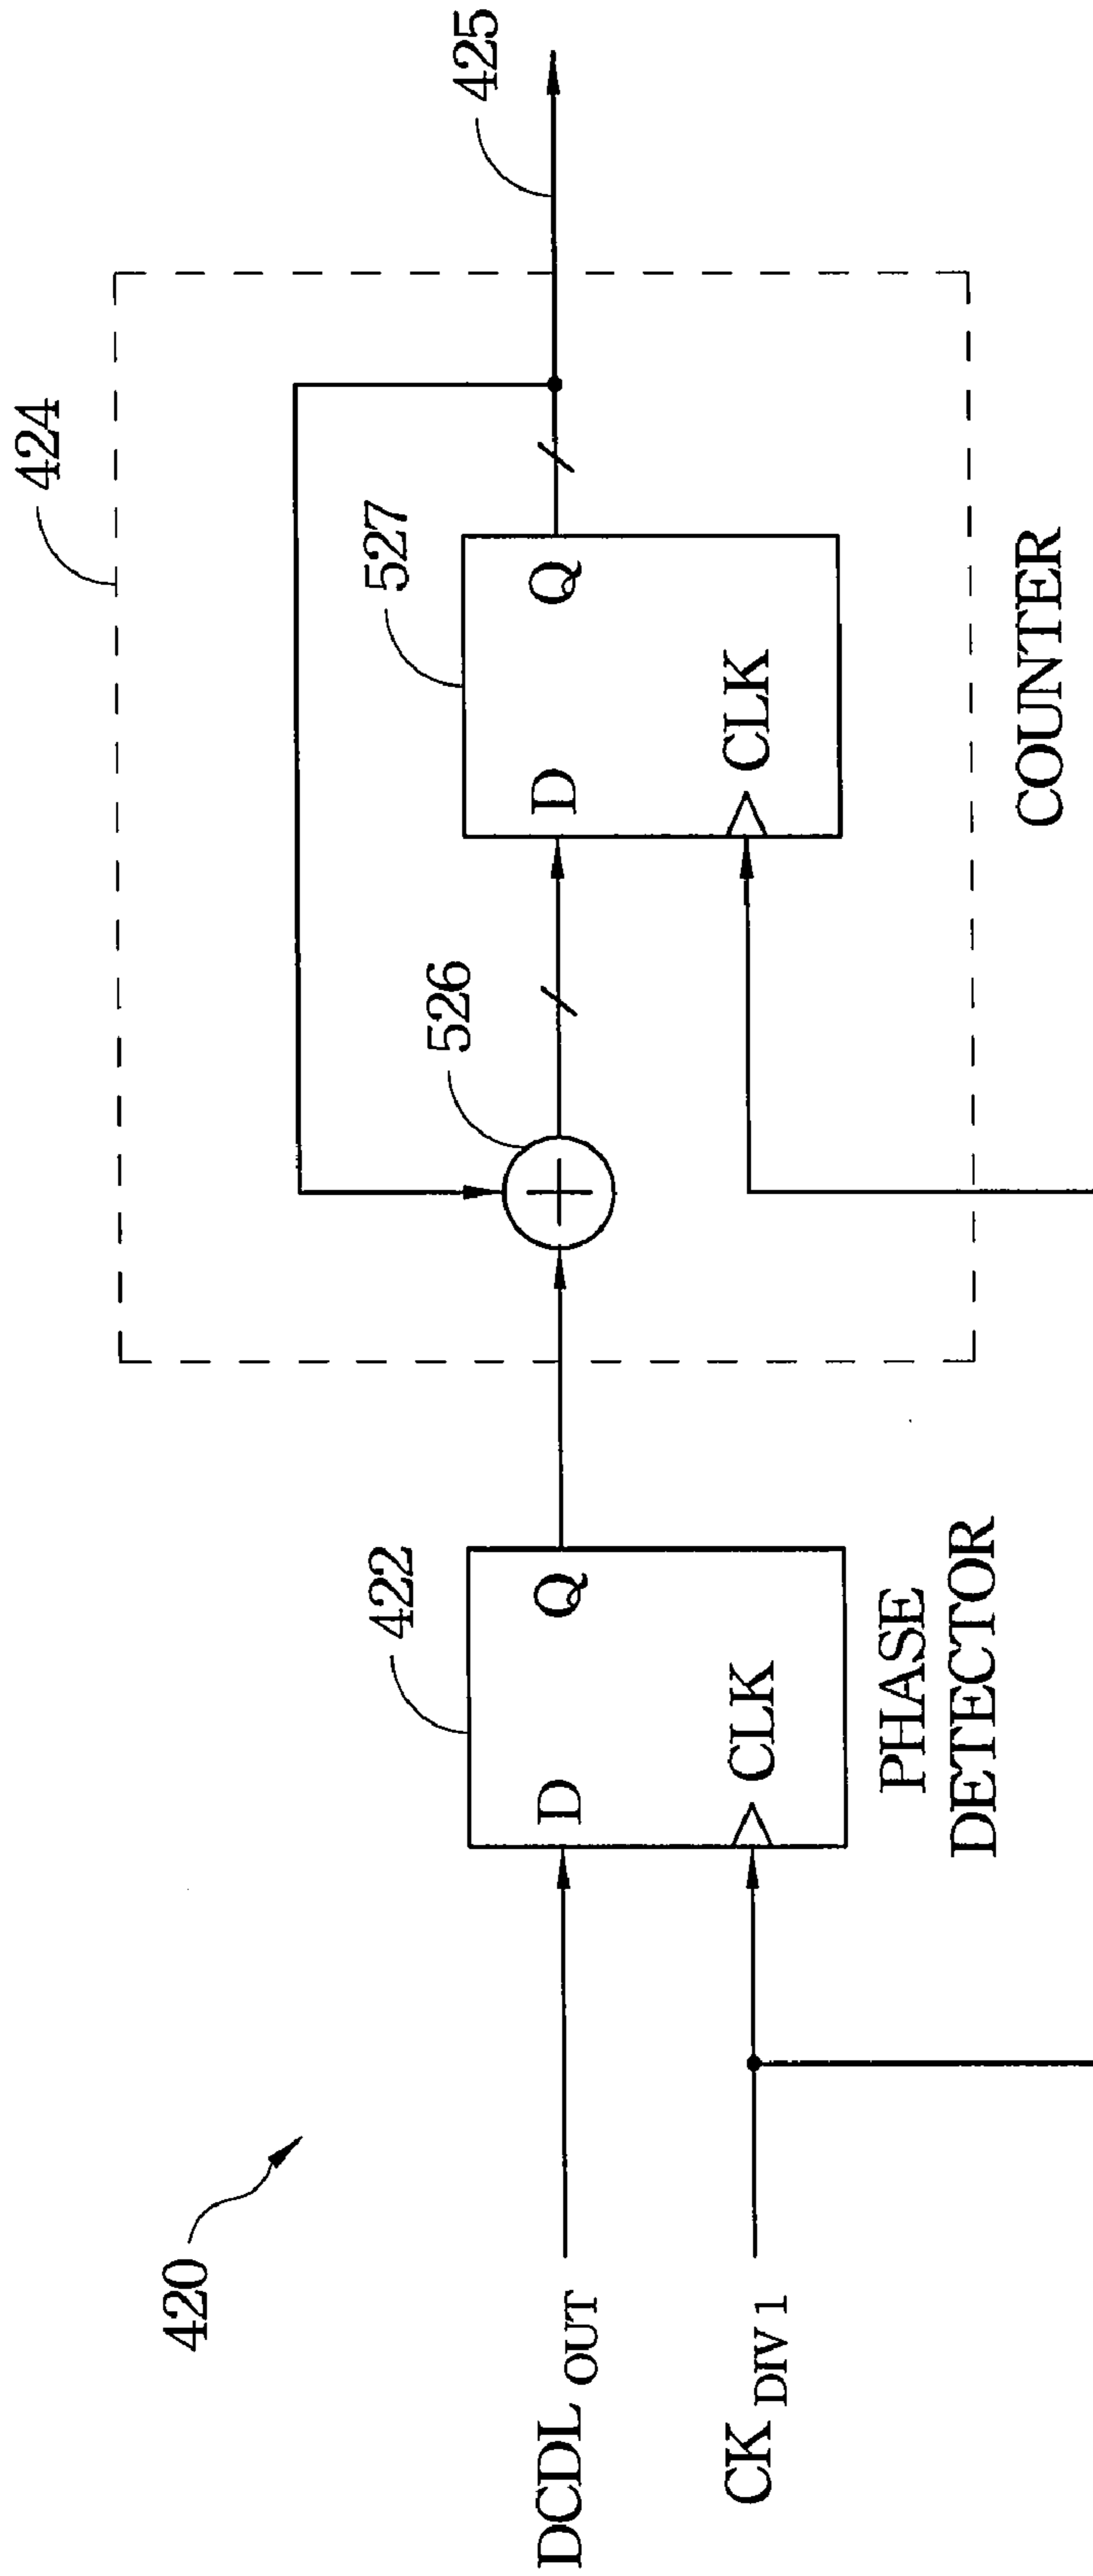 420
DCDL OUT
CK DIV 1
422
D
Q
CLK
PHASE
DETECTOR
424
526
527
D
Q
CLK
COUNTER
425